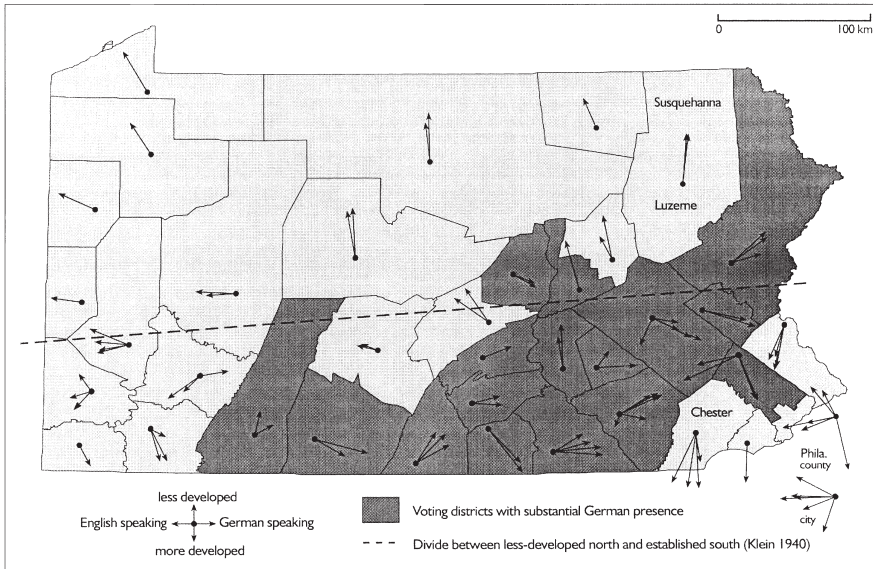 0 100 km
Susquehanna
Luzerne
Chester
Phila.
county
city
less developed
English speaking German speaking
more developed
Voting districts with substantial German presence
Divide between less-developed north and established south (Klein 1940)